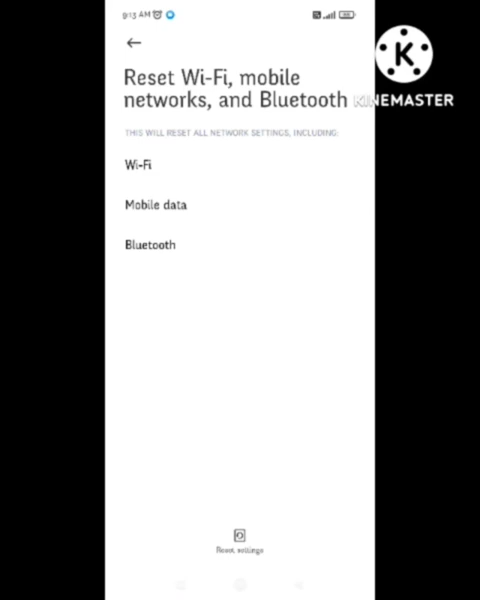 9:13 AM
Reset Wi-Fi, mobile
networks, and Bluetooth
KINEMASTER
THIS WILL RESET ALL NETWORK SETTINGS, INCLUDING:
Wi-Fi
Mobile data
Bluetooth
Reset settings